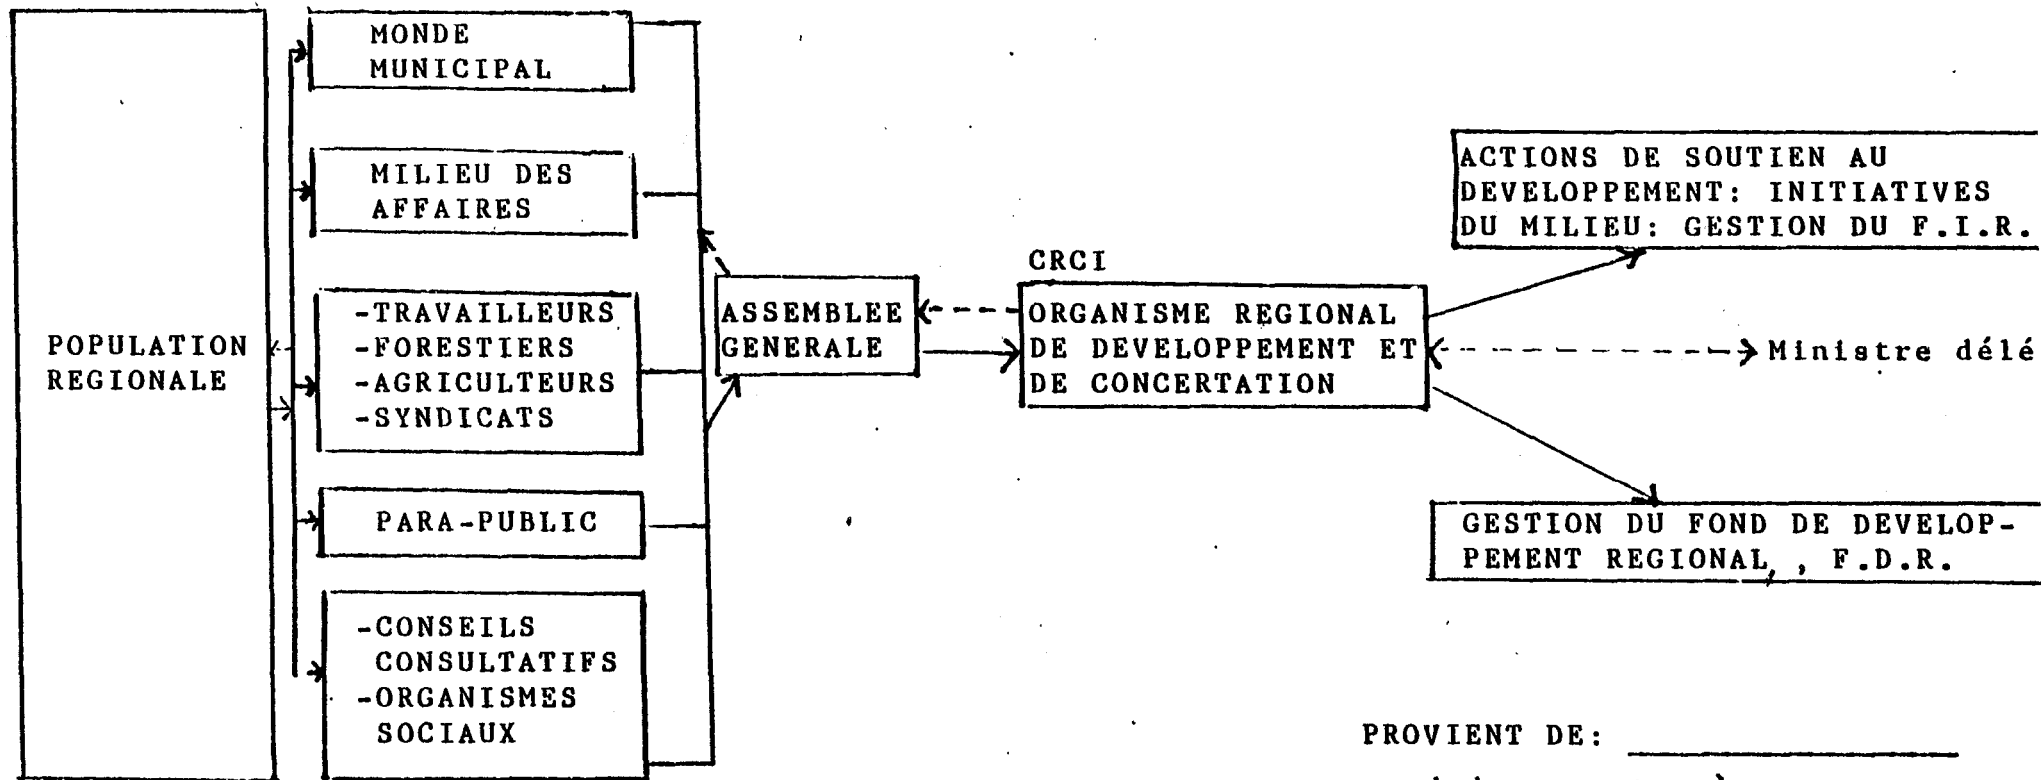 MONDE
MUNICIPAL
MILIEU DES
AFFAIRES
POPULATION
REGIONALE
-TRAVAILLEURS
-FORESTIERS
-AGRICULTEURS
-SYNDICATS
PARA-PUBLIC
-CONSEILS
CONSULTATIFS
-ORGANISMES
SOCIAUX
ASSEMBLEE
GENERALE
CRCI
ORGANISME REGIONAL
DE DEVELOPPEMENT ET
DE CONCERTATION
ACTIONS DE SOUTIEN AU
DEVELOPPEMENT: INITIATIVES
DU MILIEU: GESTION DU F.I.R.
Ministre délé
GESTION DU FOND DE DEVELOP-
PEMENT REGIONAL, , F.D.R.
PROVIENT DE: